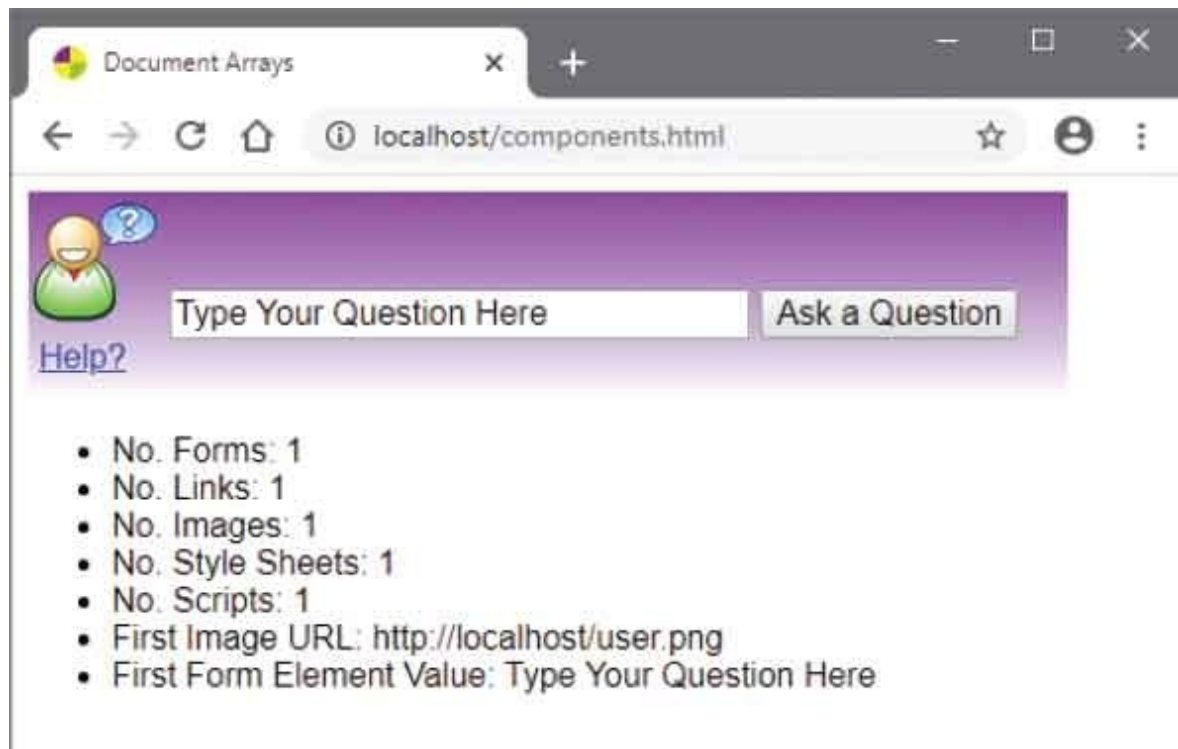 Document Arrays
localhost/components.html
?
Type Your Question Here Ask a Question
Help?
• No. Forms: 1
• No. Links: 1
• No. Images: 1
• No. Style Sheets: 1
• No. Scripts: 1
• First Image URL: http://localhost/user.png
• First Form Element Value: Type Your Question Here